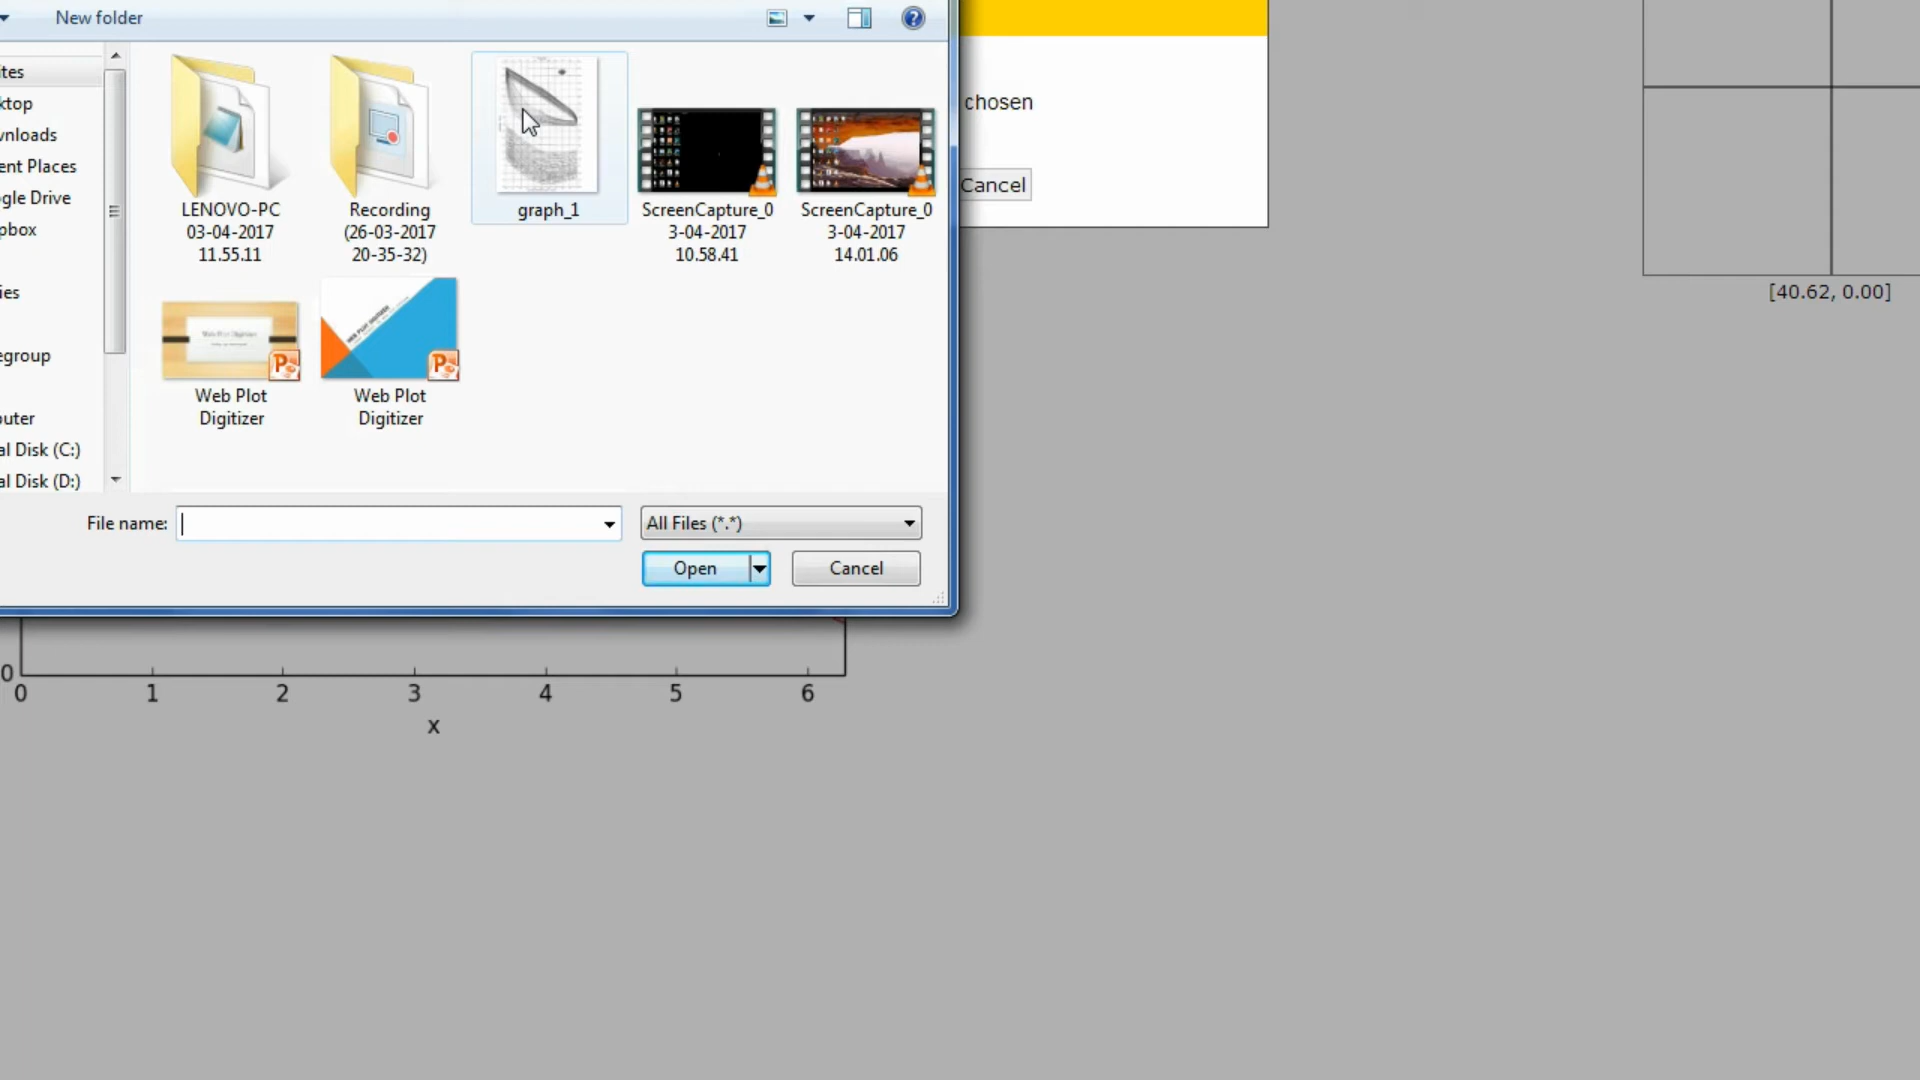 New folder
ites
ktop
wnloads
ent Places
gle Drive
pbox
ies
egroup
outer
al Disk (C:)
al Disk (D:)
LENOVO-PC
03-04-2017
11.55.11
Recording
(26-03-2017
20-35-32)
graph_1
ScreenCapture_0
3-04-2017
10.58.41
ScreenCapture_0
3-04-2017
14.01.06
Web Plot
Digitizer
Web Plot
Digitizer
File name:
All Files (*.*)
Open
Cancel
chosen
Cancel
[40.62, 0.00]
0
0
1
2
3
4
5
6
x